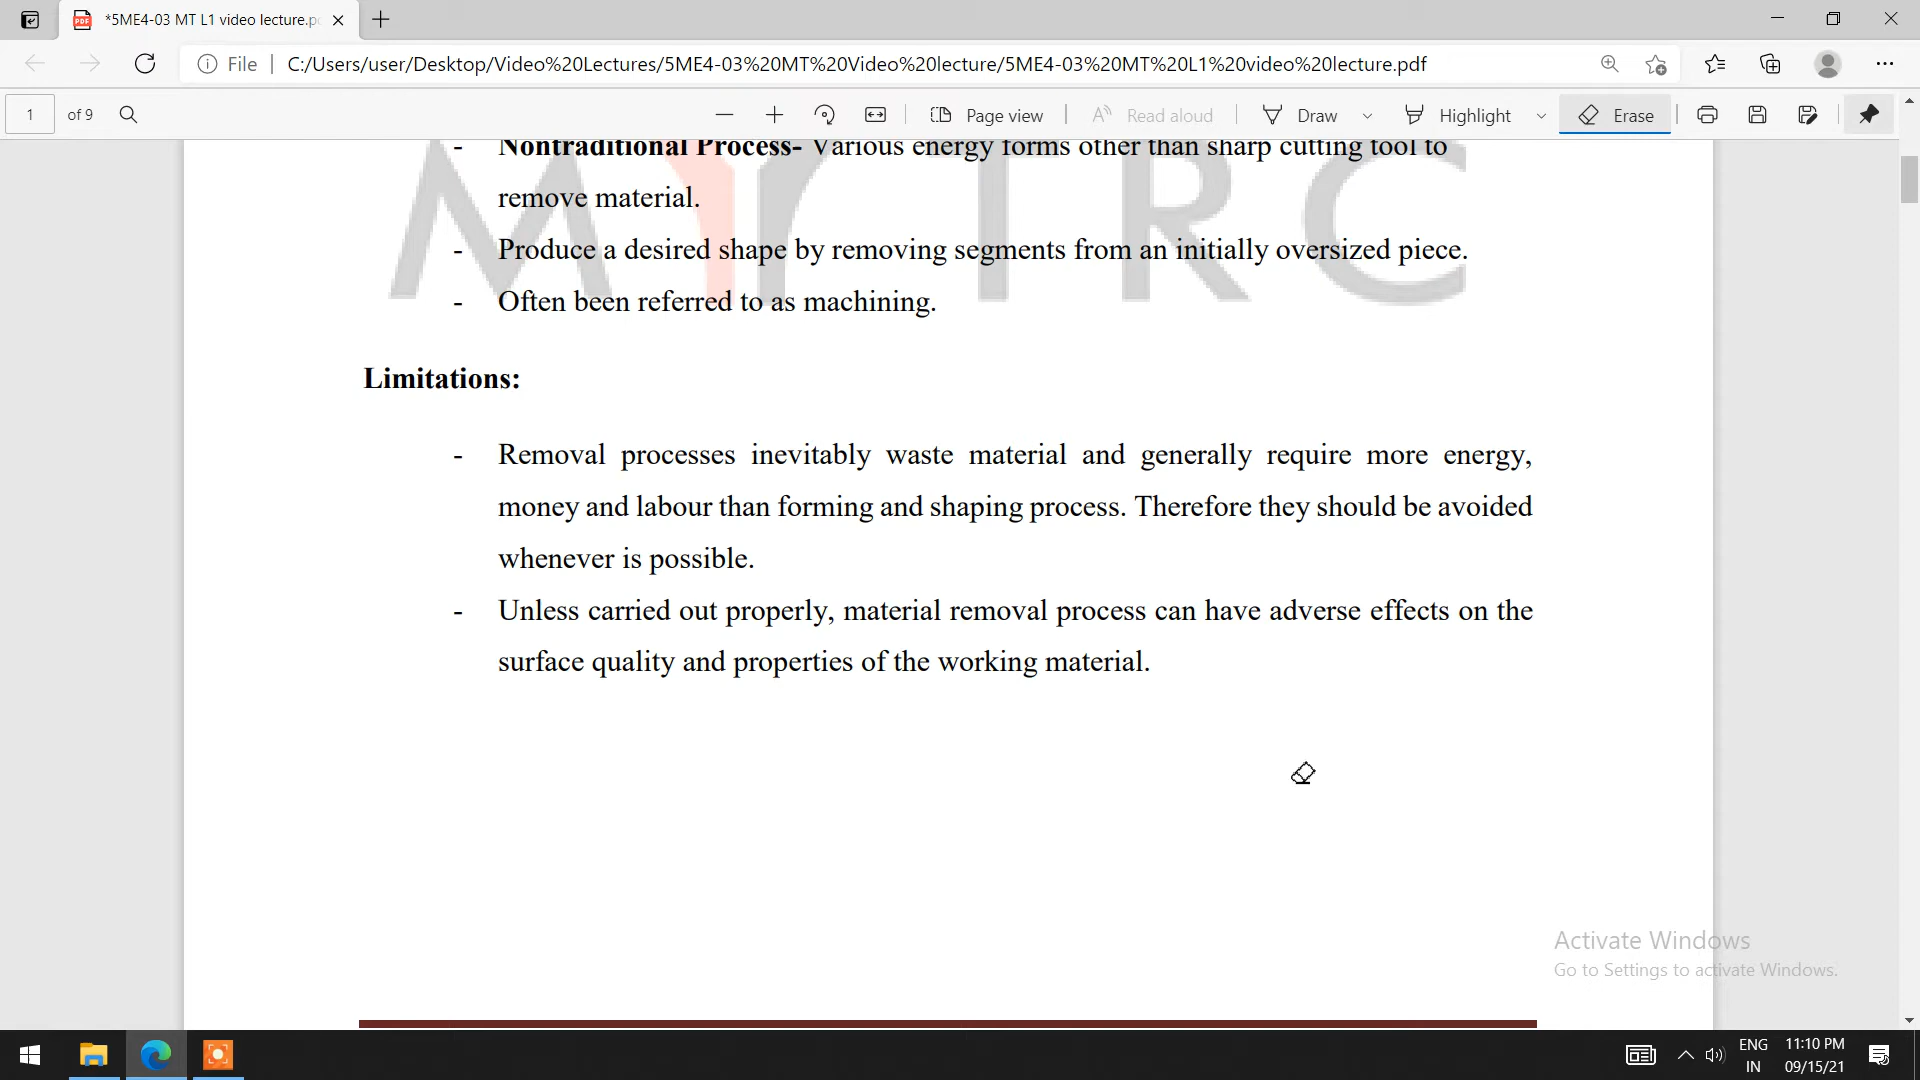 *5ME4-03 MT L1 video lecture.p
File
C:/Users/user/Desktop/Video%20Lectures/5ME4-03%20MT%20Video%20lecture/5ME4-03%20MT%20L1%20video%20lecture.pdf
1 of 9
Page view
Read aloud
Draw
Highlight
Erase
- Nontraditional Process- Various energy forms other than sharp cutting tool to
remove material.
- Produce a desired shape by removing segments from an initially oversized piece.
- Often been referred to as machining.
Limitations:
- Removal processes inevitably waste material and generally require more energy,
money and labour than forming and shaping process. Therefore they should be avoided
whenever is possible.
- Unless carried out properly, material removal process can have adverse effects on the
surface quality and properties of the working material.
Activate Windows
Go to Settings to activate Windows.
ENG
IN
11:10 PM
09/15/21